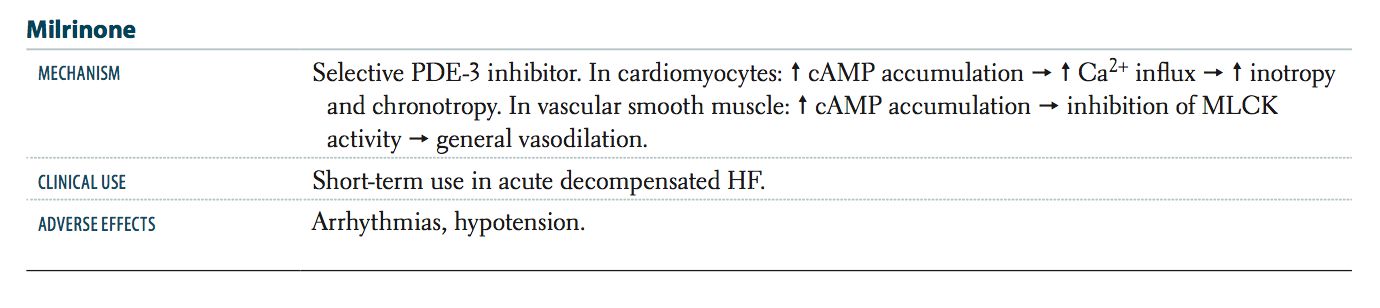 Milrinone
MECHANISM
Selective PDE-3 inhibitor. In cardiomyocytes: ↑ cAMP accumulation → ↑ Ca²⁺ influx → ↑ inotropy
and chronotropy. In vascular smooth muscle: ↑ cAMP accumulation → inhibition of MLCK
activity → general vasodilation.
CLINICAL USE
Short-term use in acute decompensated HF.
ADVERSE EFFECTS
Arrhythmias, hypotension.